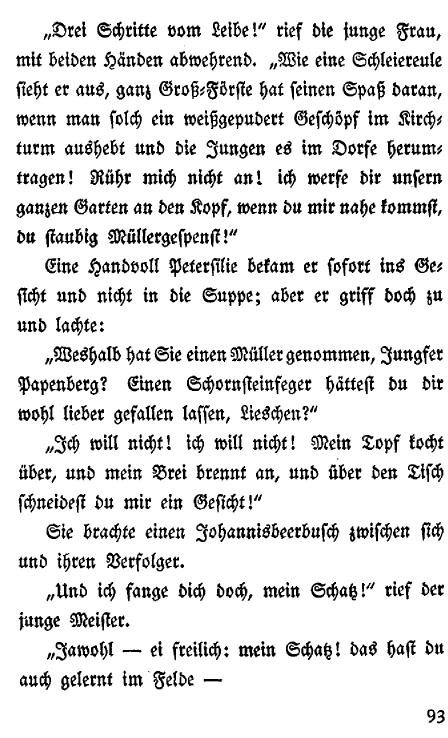 „Drei Schritte vom Leibe!“ rief die junge Frau,
mit beiden Händen abwehrend. „Wie eine Schleiereule
sieht er aus, ganz Groß-Förste hat seinen Spaß daran,
wenn man solch ein weißgepudert Geschöpf im Kirch-
turm aushebt und die Jungen es im Dorfe herum-
tragen! Rühr mich nicht an! ich werfe dir unsern
ganzen Garten an den Kopf, wenn du mir nahe kommst,
du staubig Müllergespenst!“
Eine Handvoll Petersilie bekam er sofort ins Ge-
sicht und nicht in die Suppe; aber er griff doch zu
und lachte:
„Weshalb hat Sie einen Müller genommen, Jungfer
Papenberg? Einen Schornsteinfeger hättest du dir
wohl lieber gefallen lassen, Lieschen?“
„Ich will nicht! ich will nicht! Mein Topf kocht
über, und mein Brei brennt an, und über den Tisch
schneidest du mir ein Gesicht!“
Sie brachte einen Johannisbeerbusch zwischen sich
und ihren Verfolger.
„Und ich fange dich doch, mein Schatz!“ rief der
junge Meister.
„Jawohl — ei freilich: mein Schatz! das hast du
auch gelernt im Felde —
93